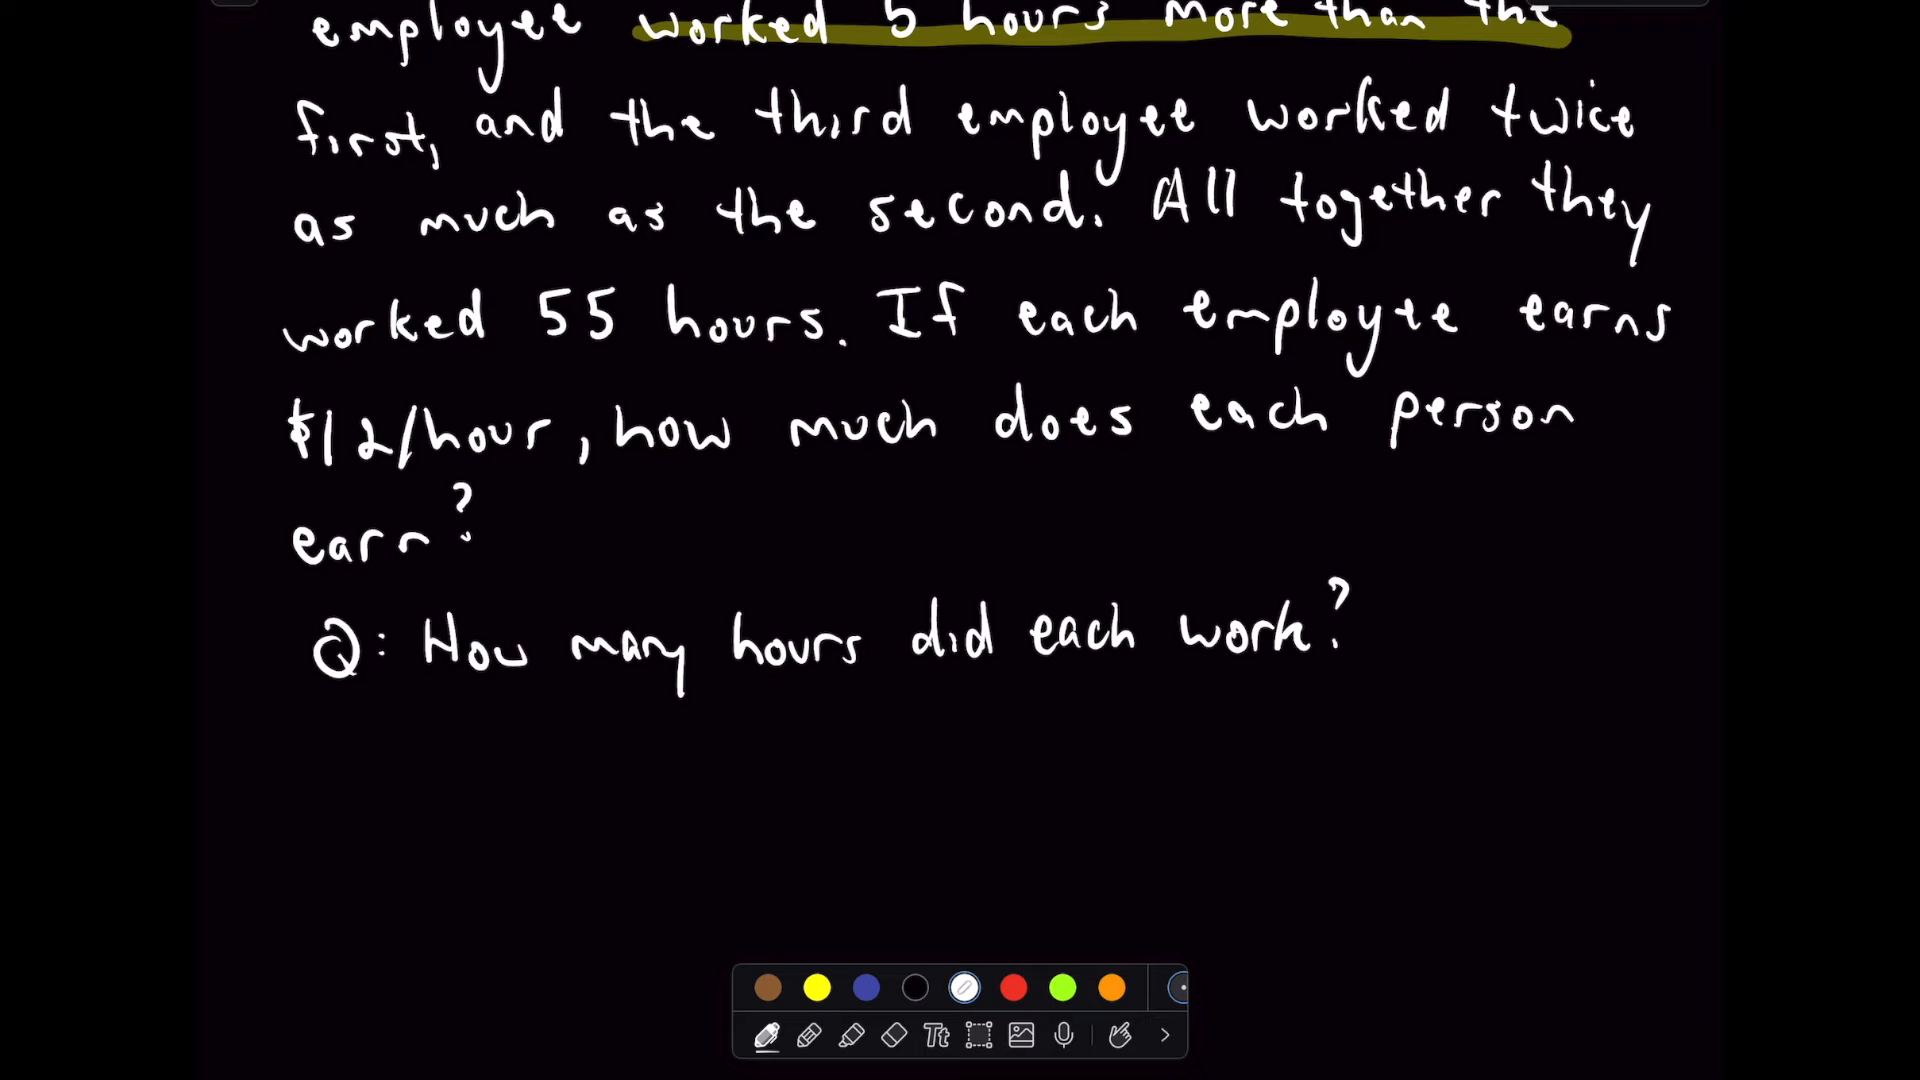 employee worked 5 hours more than the
first, and the third employee worked twice
as much as the second. All together they
worked 55 hours. If each employee earns
$12/hour, how much does each person
earn?
Q: How many hours did each work?
Tt